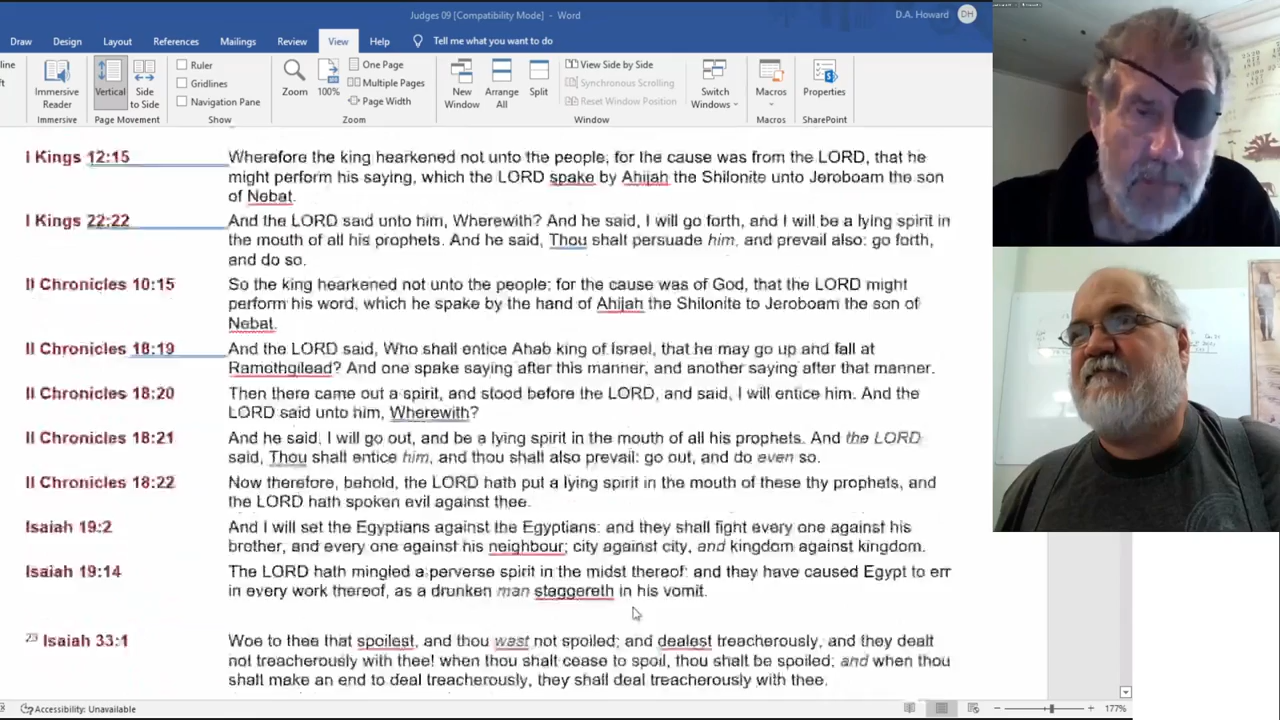 Judges 09 [Compatibility Mode] - Word
D.A. Howard
DH
Draw Design Layout References Mailings Review View Help Tell me what you want to do
Immersive Reader
Immersive
Vertical
Side to Side
Page Movement
Ruler
Gridlines
Navigation Pane
Show
Zoom
100%
One Page
Multiple Pages
Page Width
Zoom
New Window
Arrange All
Split
View Side by Side
Synchronous Scrolling
Reset Window Position
Window
Switch Windows
Macros
Macros
Properties
SharePoint
I Kings 12:15 Wherefore the king hearkened not unto the people, for the cause was from the LORD, that he
might perform his saying, which the LORD spake by Ahijah the Shilonite unto Jeroboam the son
of Nebat.
I Kings 22:22 And the LORD said unto him, Wherewith? And he said, I will go forth, and I will be a lying spirit in
the mouth of all his prophets. And he said, Thou shalt persuade him, and prevail also: go forth,
and do so.
II Chronicles 10:15 So the king hearkened not unto the people: for the cause was of God, that the LORD might
perform his word, which he spake by the hand of Ahijah the Shilonite to Jeroboam the son of
Nebat.
II Chronicles 18:19 And the LORD said, Who shall entice Ahab king of Israel, that he may go up and fall at
Ramothgilead? And one spake saying after this manner, and another saying after that manner.
II Chronicles 18:20 Then there came out a spirit, and stood before the LORD, and said, I will entice him. And the
LORD said unto him, Wherewith?
II Chronicles 18:21 And he said, I will go out, and be a lying spirit in the mouth of all his prophets. And the LORD
said, Thou shalt entice him, and thou shalt also prevail: go out, and do even so.
II Chronicles 18:22 Now therefore, behold, the LORD hath put a lying spirit in the mouth of these thy prophets, and
the LORD hath spoken evil against thee.
Isaiah 19:2 And I will set the Egyptians against the Egyptians: and they shall fight every one against his
brother, and every one against his neighbour; city against city, and kingdom against kingdom.
Isaiah 19:14 The LORD hath mingled a perverse spirit in the midst thereof: and they have caused Egypt to err
in every work thereof, as a drunken man staggereth in his vomit.
23 Isaiah 33:1 Woe to thee that spoilest, and thou wast not spoiled; and dealest treacherously, and they dealt
not treacherously with thee! when thou shalt cease to spoil, thou shalt be spoiled; and when thou
shalt make an end to deal treacherously, they shall deal treacherously with thee.
Accessibility: Unavailable
177%